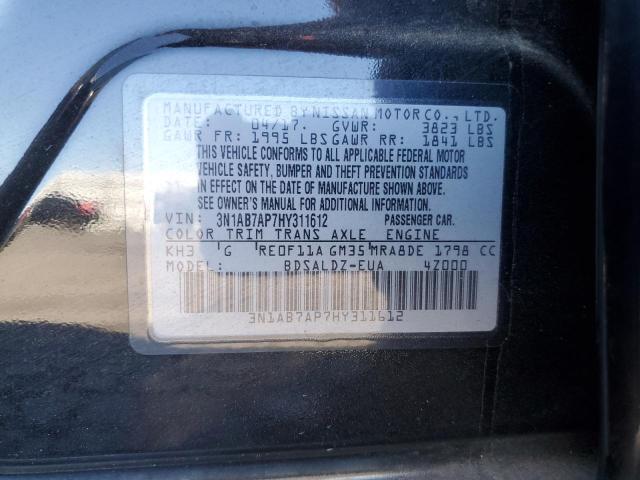 MANUFACTURED BY NISSAN MOTOR CO., LTD.
DATE: 04/17. GVWR: 3823 LBS
GAWR FR: 1995 LBS GAWR RR: 1841 LBS
THIS VEHICLE CONFORMS TO ALL APPLICABLE FEDERAL MOTOR
VEHICLE SAFETY, BUMPER AND THEFT PREVENTION STANDARDS
IN EFFECT ON THE DATE OF MANUFACTURE SHOWN ABOVE.
SEE OWNER'S MANUAL FOR ADDITIONAL INFORMATION.
VIN: 3N1AB7AP7HY311612 PASSENGER CAR.
COLOR TRIM TRANS AXLE ENGINE
KH3 G RE0F11A GM35 MRA8DE 1798 CC
MODEL: BDSALDZ-EUA 4Z000
3N1AB7AP7HY311612